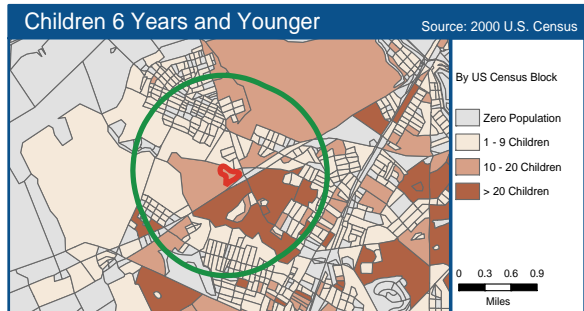 Children 6 Years and Younger
Source: 2000 U.S. Census
By US Census Block
Zero Population
1 - 9 Children
10 - 20 Children
> 20 Children
0 0.3 0.6 0.9
Miles